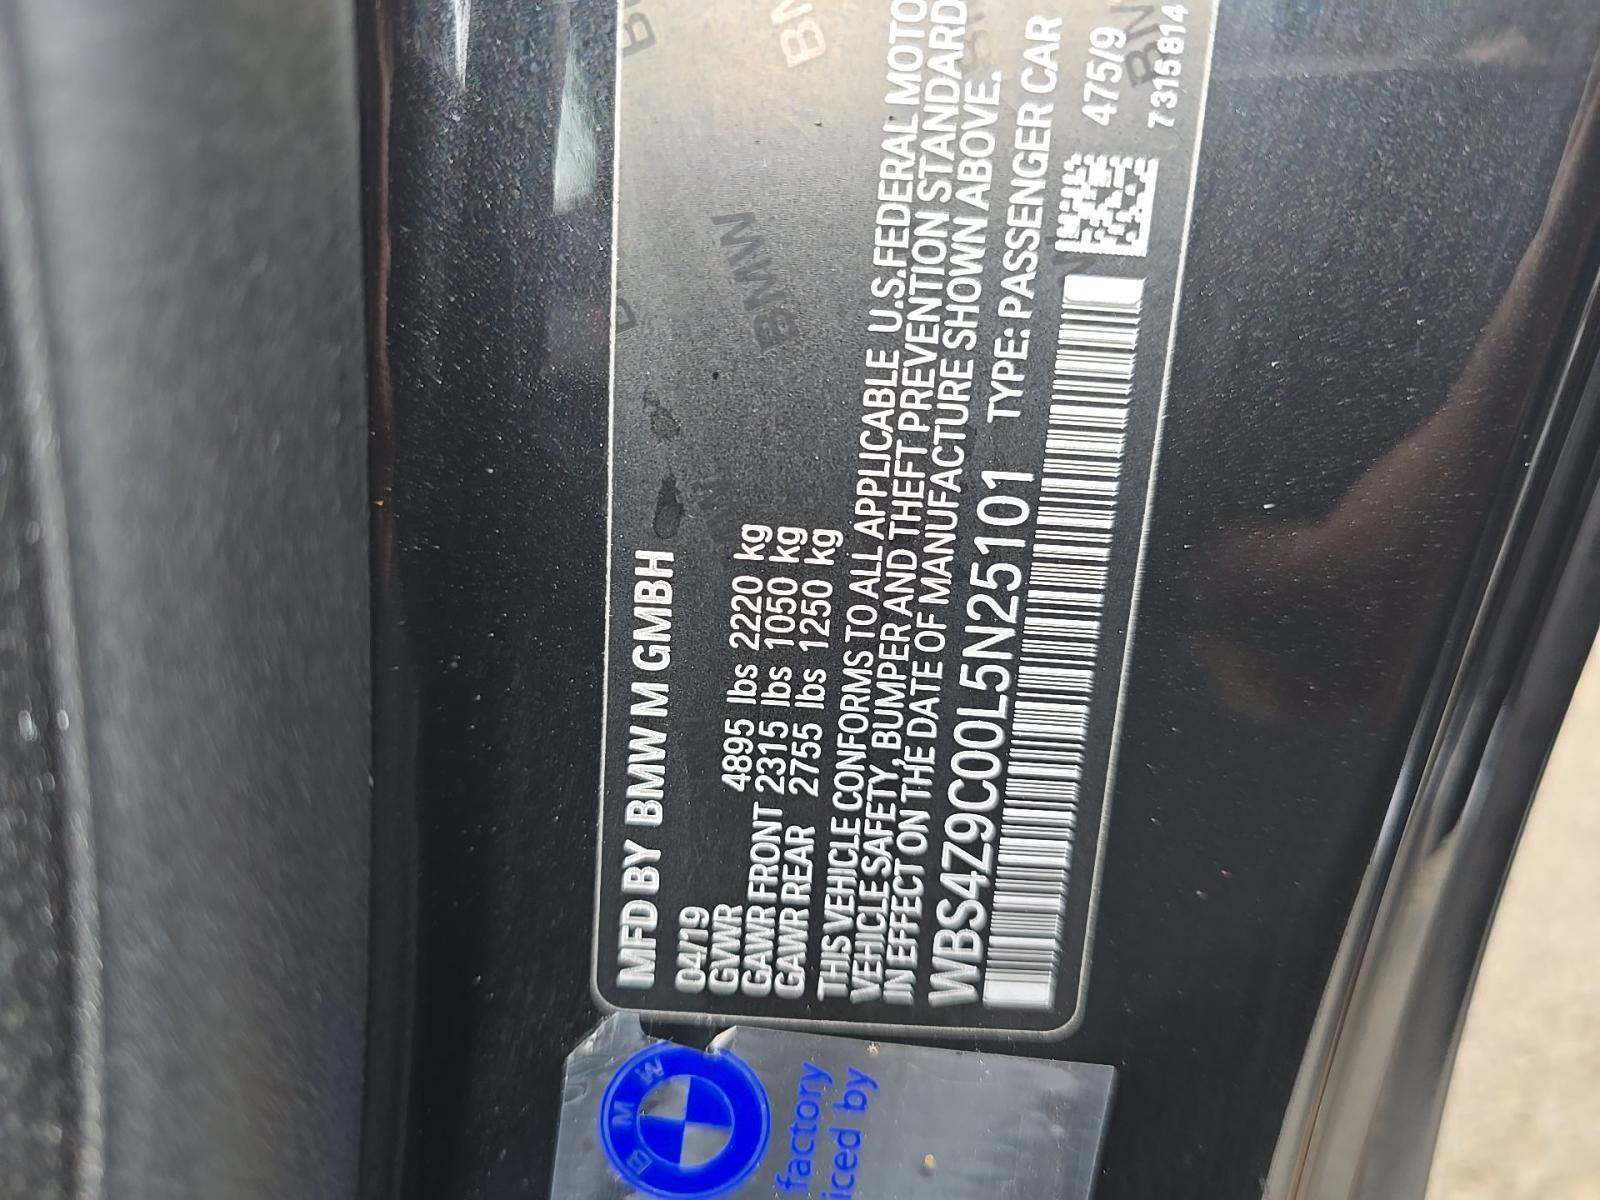 MFD BY BMW M GMBH
04/19
GVWR 4895 lbs 2220 kg
GAWR FRONT 2315 lbs 1050 kg
GAWR REAR 2755 lbs 1250 kg
THIS VEHICLE CONFORMS TO ALL APPLICABLE U.S.FEDERAL MOTO
VEHICLE SAFETY, BUMPER AND THEFT PREVENTION STANDARD
IN EFFECT ON THE DATE OF MANUFACTURE SHOWN ABOVE.
WBS4Z9C00L5N25101 TYPE: PASSENGER CAR
475/9
7315814
BMW
BMW
factory
iced by